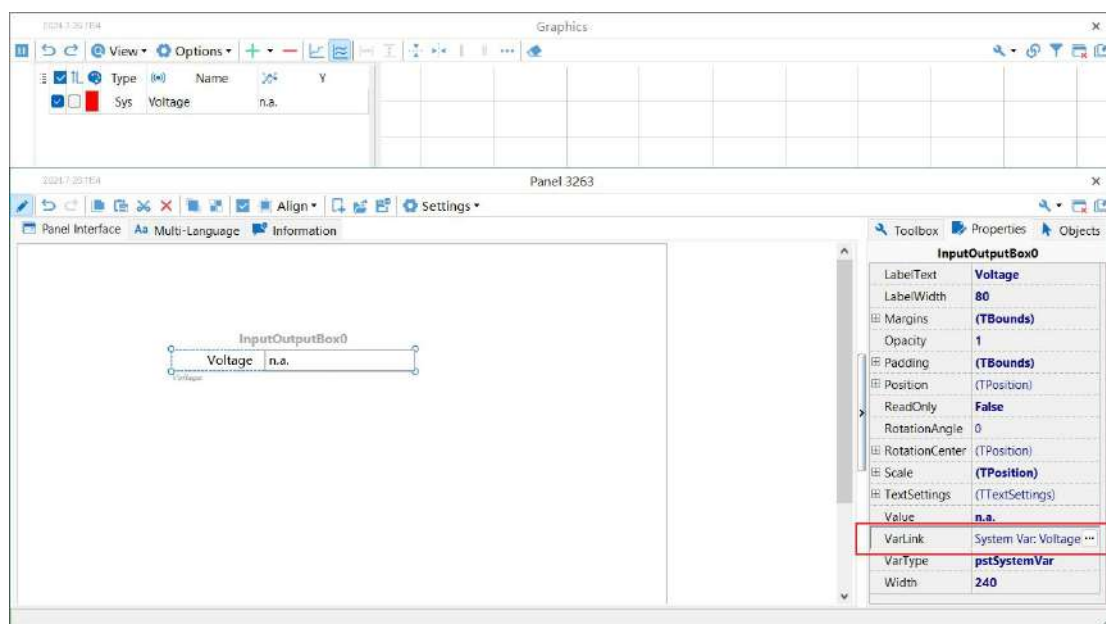 Graphics
View Options
Type Name Y
Sys Voltage n.a.
Panel 3263
Align Settings
Panel Interface Aa Multi-Language Information
Toolbox Properties Objects
InputOutputBox0
LabelText Voltage
LabelWidth 80
Margins (TBounds)
Opacity 1
Padding (TBounds)
Position (TPosition)
ReadOnly False
RotationAngle 0
RotationCenter (TPosition)
Scale (TPosition)
TextSettings (TTextSettings)
Value n.a.
VarLink System Var: Voltage ...
VarType pstSystemVar
Width 240
InputOutputBox0
Voltage n.a.
Voltage